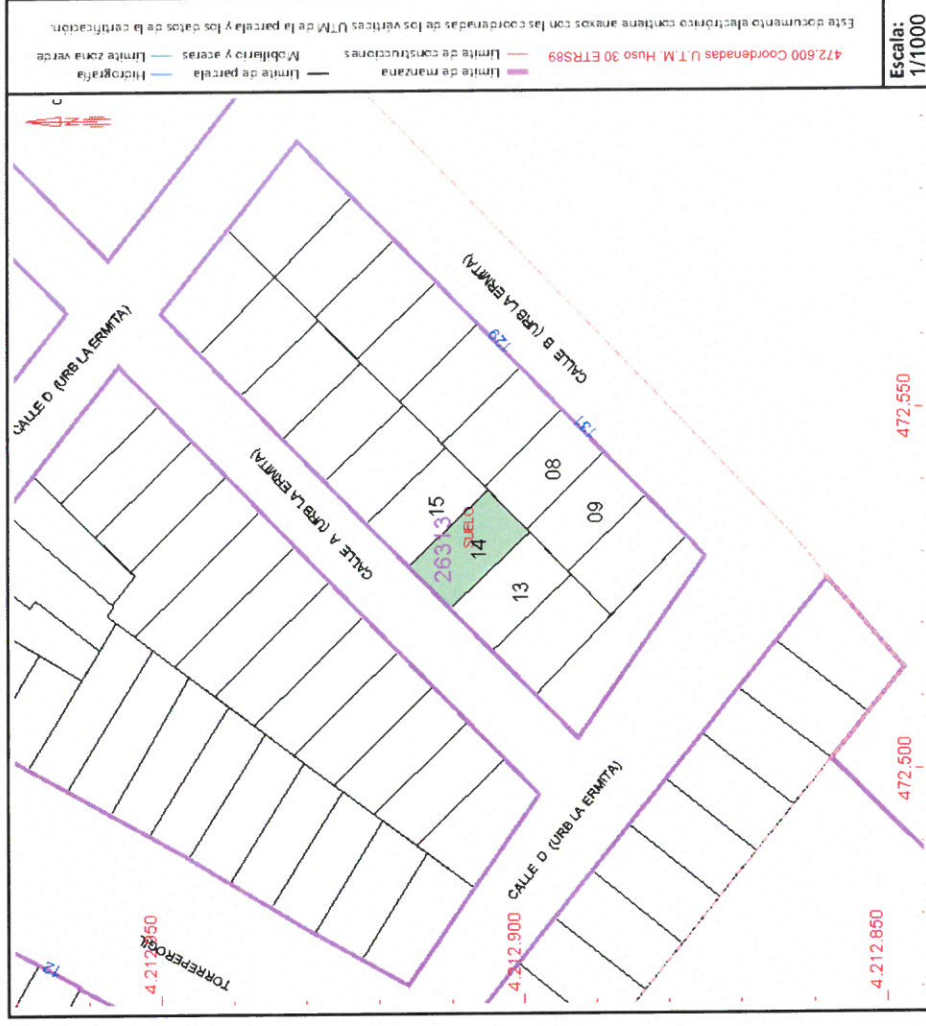 CALLE D (URB LA ERMITA)
CALLE A (URB LA ERMITA)
CALLE B (URB LA ERMITA)
129
131
15
26313
SUELO
14
13
08
09
CALLE D (URB LA ERMITA)
TORREPEROGIL
12
4.212.950
4.212.900
4.212.850
472.500
472.550
472.600 Coordenadas U.T.M. Huso 30 ETRS89
Límite de manzana
Límite de parcela
Límite de construcciones
Hidrografía
Mobiliario y aceras
Límite zona verde
Este documento electrónico contiene anexos con las coordenadas de los vértices UTM de la parcela y los datos de la certificación.
Escala:
1/1000